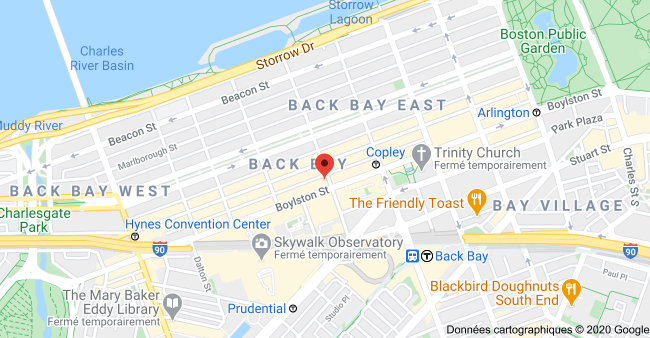 Storrow
Lagoon
Boston Public
Garden
Charles
River Basin
Storrow Dr
Beacon St
BACK BAY EAST
Arlington
Boylston St
Muddy River
Beacon St
Park Plaza
Marlborough St
Copley
Trinity Church
Fermé temporairement
Stuart St
Charles St S
BACK BAY
BACK BAY WEST
Boylston St
The Friendly Toast
BAY VILLAGE
Charlesgate
Park
Hynes Convention Center
90
Skywalk Observatory
Fermé temporairement
90
Dalton St
T
Back Bay
Paul Pl
Blackbird Doughnuts
South End
The Mary Baker
Eddy Library
Fermé temporairement
Prudential
Studio Pl
Données cartographiques © 2020 Google